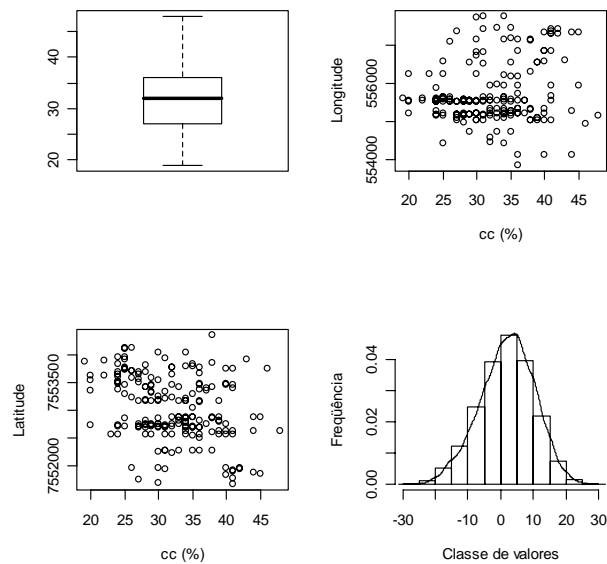 20 30 40
554000 556000
Longitude
20 25 30 35 40 45
cc (%)
7552000 7553500
Latitude
20 25 30 35 40 45
cc (%)
0.00 0.02 0.04
Freqüência
-30 -10 0 10 20 30
Classe de valores